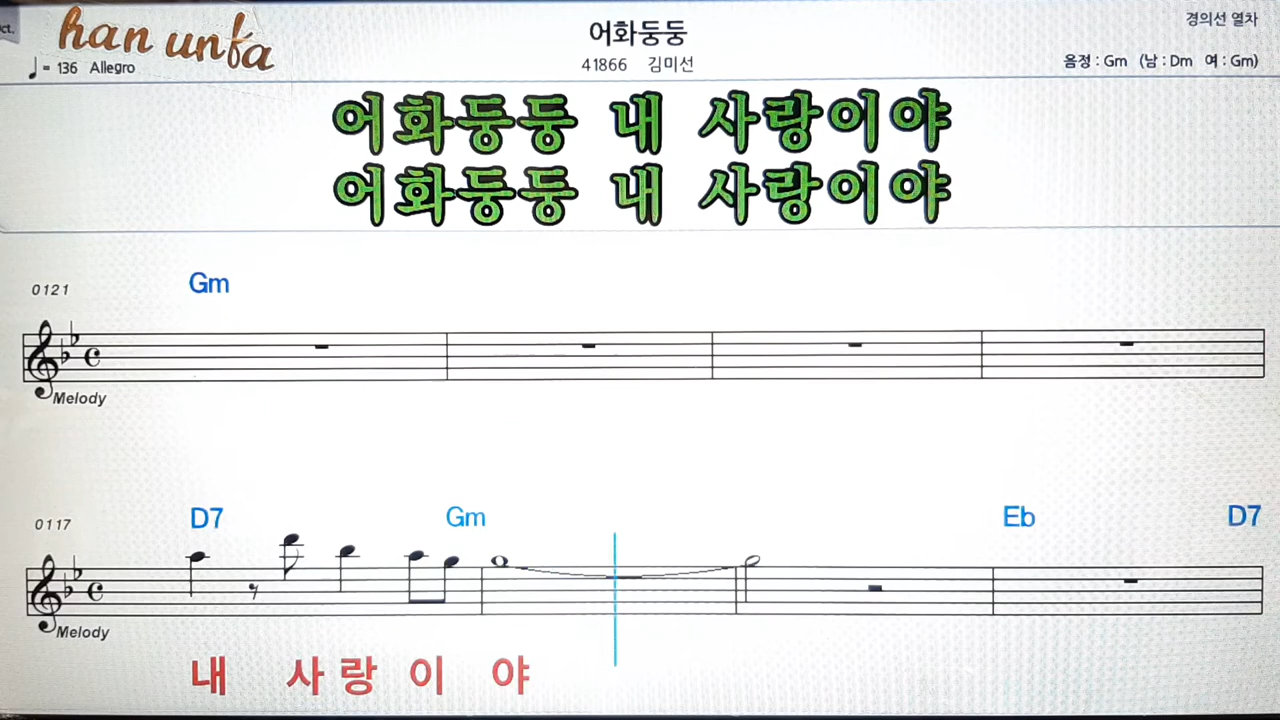 ct.
han unfa
어화둥둥
경의선 열차
♩= 136 Allegro
41866 김미선
음정 : Gm (남 : Dm 여 : Gm)
어화둥둥 내 사랑이야
어화둥둥 내 사랑이야
0121
Gm
Melody
0117
D7 Gm Eb D7
Melody
내 사 랑 이 야